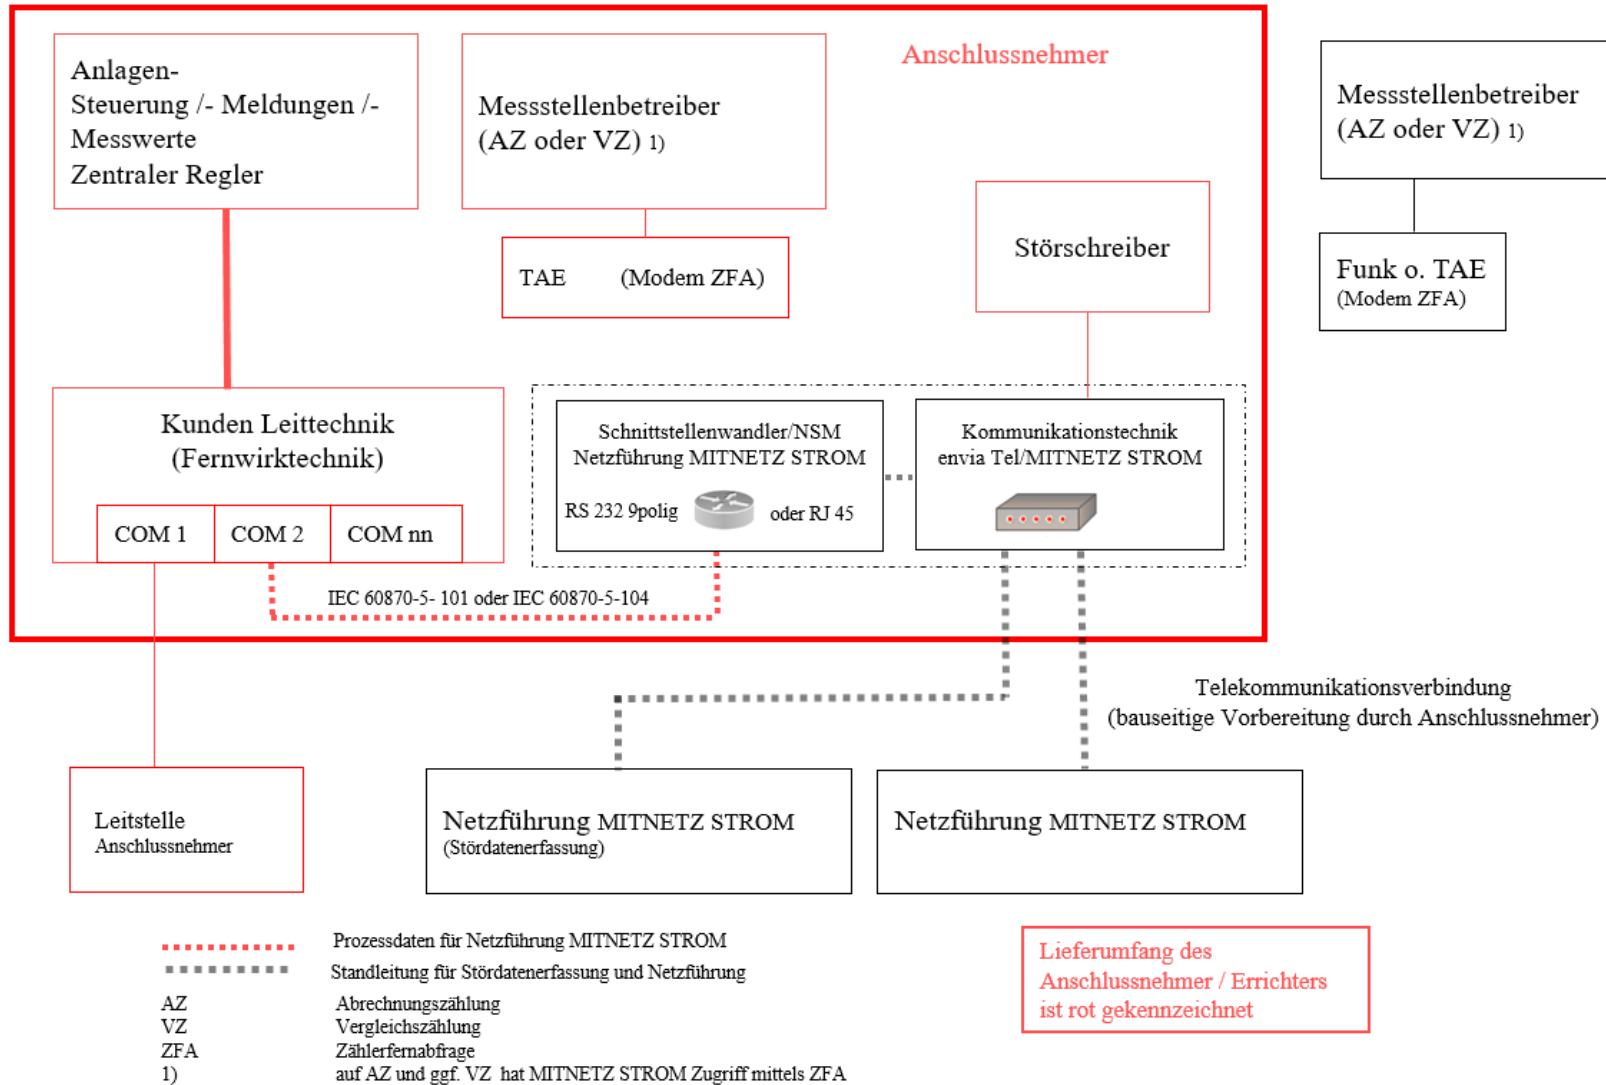 Anlagen-
Steuerung /- Meldungen /-
Messwerte
Zentraler Regler
Messstellenbetreiber
(AZ oder VZ) 1)
TAE (Modem ZFA)
Anschlussnehmer
Störschreiber
Messstellenbetreiber
(AZ oder VZ) 1)
Funk o. TAE
(Modem ZFA)
Kunden Leittechnik
(Fernwirktechnik)
COM 1
COM 2
COM nn
Schnittstellenwandler/NSM
Netzführung MITNETZ STROM
RS 232 9polig oder RJ 45
Kommunikationstechnik
envia Tel/MITNETZ STROM
IEC 60870-5- 101 oder IEC 60870-5-104
Telekommunikationsverbindung
(bauseitige Vorbereitung durch Anschlussnehmer)
Leitstelle
Anschlussnehmer
Netzführung MITNETZ STROM
(Stördatenerfassung)
Netzführung MITNETZ STROM
Prozessdaten für Netzführung MITNETZ STROM
Standleitung für Stördatenerfassung und Netzführung
AZ Abrechnungszählung
VZ Vergleichszählung
ZFA Zählerfernabfrage
1) auf AZ und ggf. VZ hat MITNETZ STROM Zugriff mittels ZFA
Lieferumfang des
Anschlussnehmer / Errichters
ist rot gekennzeichnet